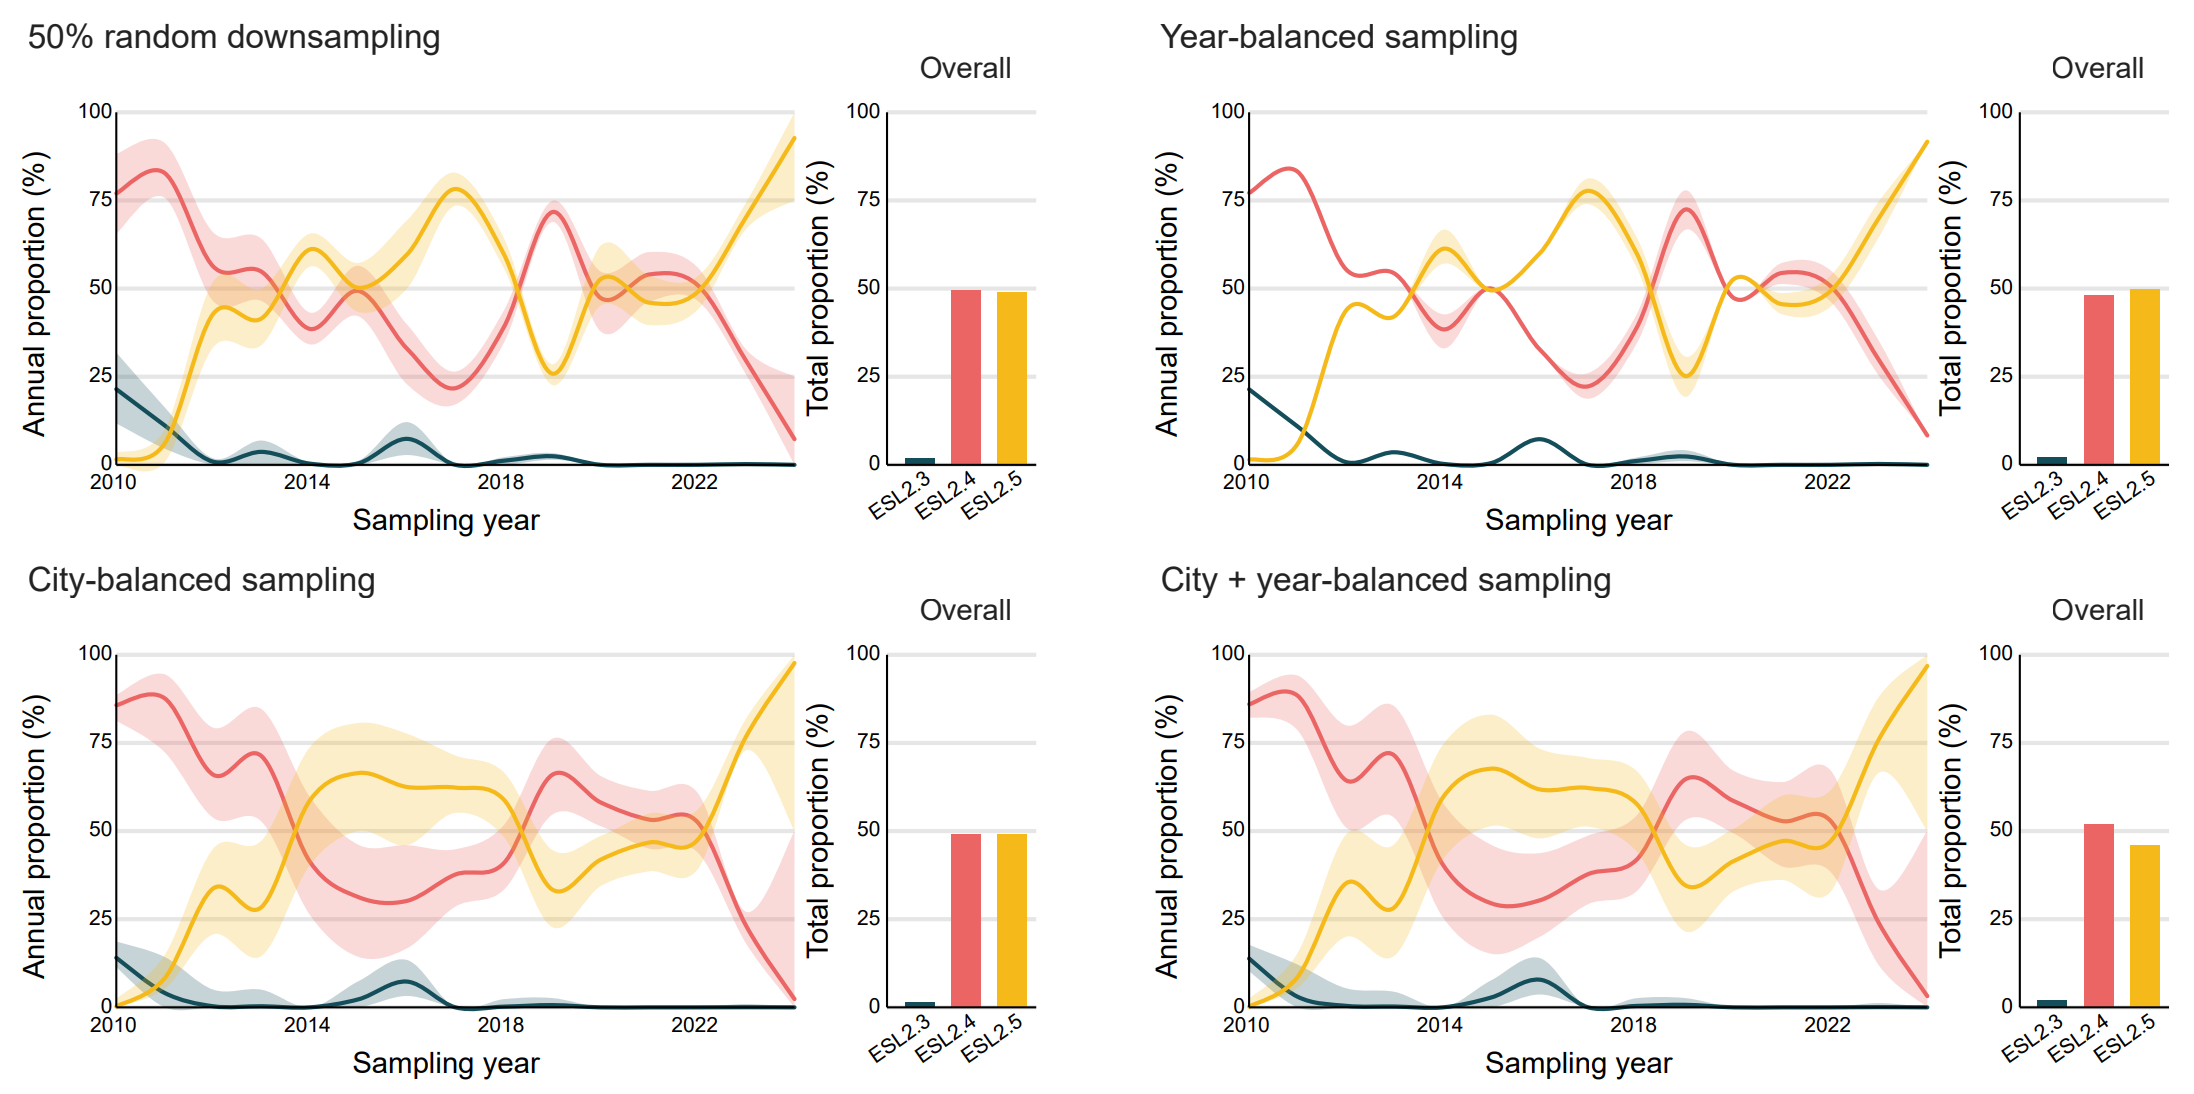 50% random downsampling
Overall
Annual proportion (%)
100
75
50
25
0
2010 2014 2018 2022
Sampling year
Total proportion (%)
100
75
50
25
0
ESL2.3 ESL2.4 ESL2.5
Year-balanced sampling
Overall
Annual proportion (%)
100
75
50
25
0
2010 2014 2018 2022
Sampling year
Total proportion (%)
100
75
50
25
0
ESL2.3 ESL2.4 ESL2.5
City-balanced sampling
Overall
Annual proportion (%)
100
75
50
25
0
2010 2014 2018 2022
Sampling year
Total proportion (%)
100
75
50
25
0
ESL2.3 ESL2.4 ESL2.5
City + year-balanced sampling
Overall
Annual proportion (%)
100
75
50
25
0
2010 2014 2018 2022
Sampling year
Total proportion (%)
100
75
50
25
0
ESL2.3 ESL2.4 ESL2.5